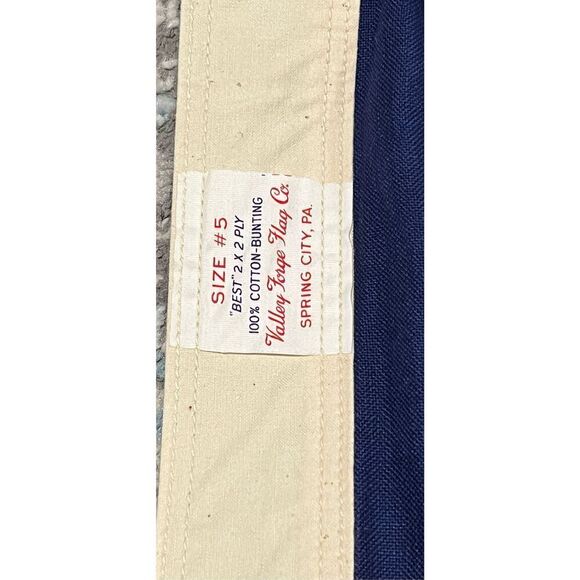 SIZE #5
"BEST" 2 X 2 PLY
100% COTTON-BUNTING
Valley Forge Flag Co.
SPRING CITY, PA.